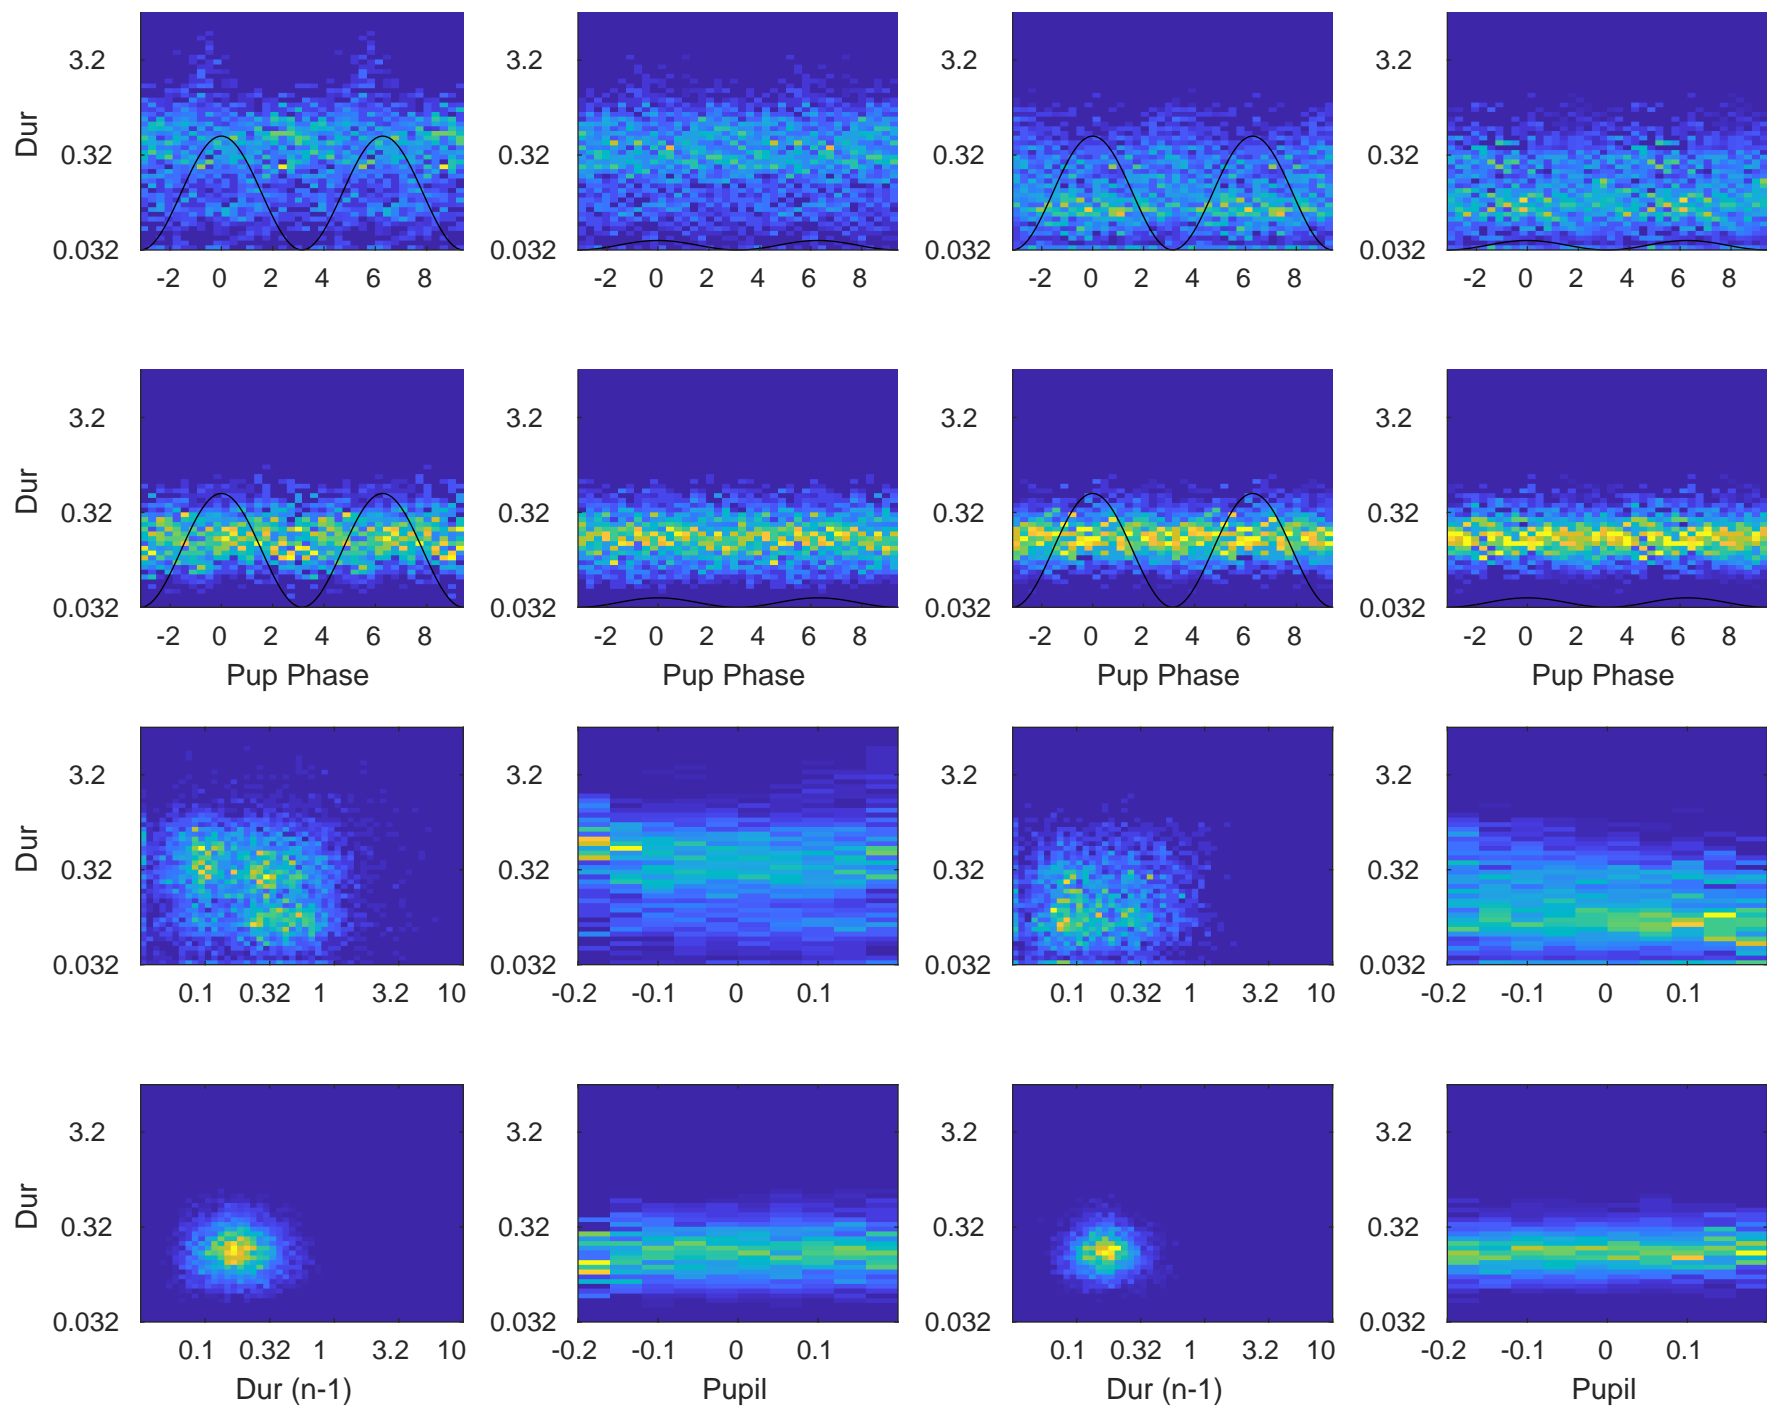 3.2 3.2 3.2 3.2
Dur
0.32 0.32 0.32 0.32
0.032 0.032 0.032 0.032
-2 0 2 4 6 8 -2 0 2 4 6 8 -2 0 2 4 6 8 -2 0 2 4 6 8
3.2 3.2 3.2 3.2
Dur
0.32 0.32 0.32 0.32
0.032 0.032 0.032 0.032
-2 0 2 4 6 8 -2 0 2 4 6 8 -2 0 2 4 6 8 -2 0 2 4 6 8
Pup Phase Pup Phase Pup Phase Pup Phase
3.2 3.2 3.2 3.2
Dur
0.32 0.32 0.32 0.32
0.032 0.032 0.032 0.032
0.1 0.32 1 3.2 10 -0.2 -0.1 0 0.1 0.1 0.32 1 3.2 10 -0.2 -0.1 0 0.1
3.2 3.2 3.2 3.2
Dur
0.32 0.32 0.32 0.32
0.032 0.032 0.032 0.032
0.1 0.32 1 3.2 10 -0.2 -0.1 0 0.1 0.1 0.32 1 3.2 10 -0.2 -0.1 0 0.1
Dur (n-1) Pupil Dur (n-1) Pupil